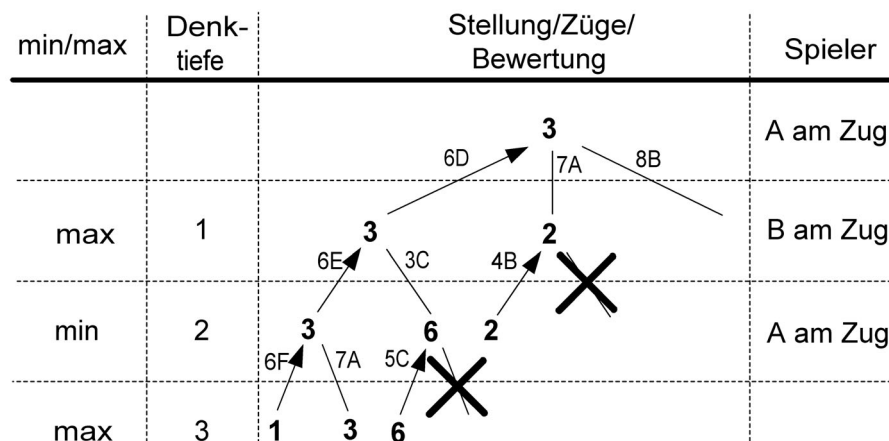 min/max Denk-tiefe Stellung/Züge/ Bewertung Spieler
3 A am Zug
6D 7A 8B
max 1 3 2 B am Zug
6E 3C 4B
min 2 3 6 2 A am Zug
6F 7A 5C
max 3 1 3 6